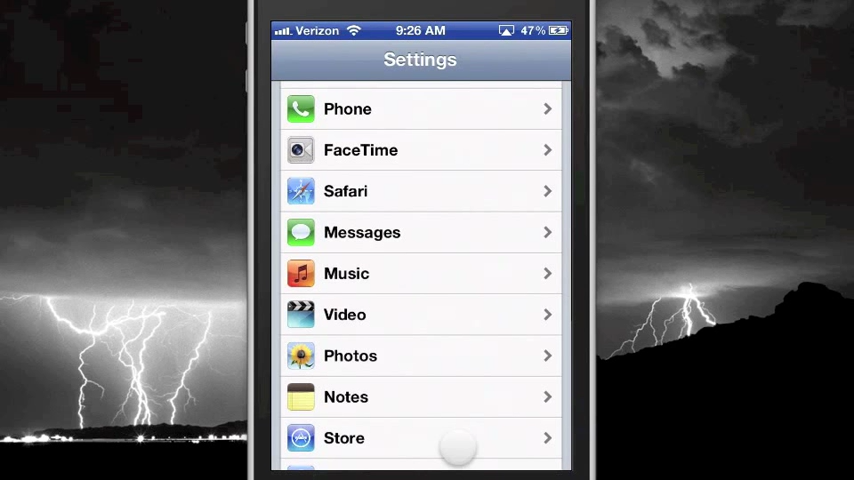 Verizon 9:26 AM 47%
Settings
Phone
FaceTime
Safari
Messages
Music
Video
Photos
Notes
Store